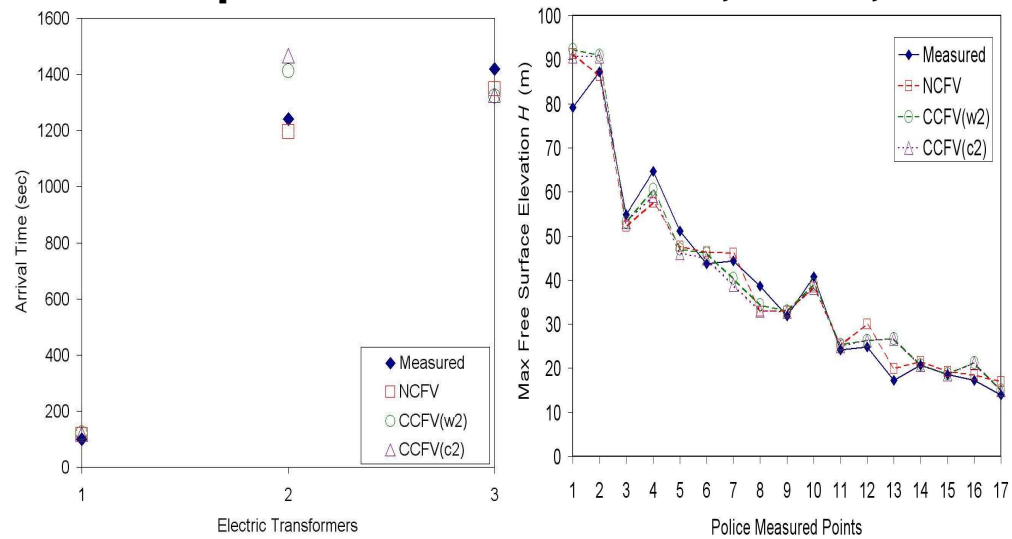 1600
1400
1200
1000
800
600
400
200
0
Arrival Time (sec)
1
2
3
Electric Transformers
Measured
NCFV
CCFV(w2)
CCFV(c2)
100
90
80
70
60
50
40
30
20
10
0
Max Free Surface Elevation H (m)
1 2 3 4 5 6 7 8 9 10 11 12 13 14 15 16 17
Police Measured Points
Measured
NCFV
CCFV(w2)
CCFV(c2)